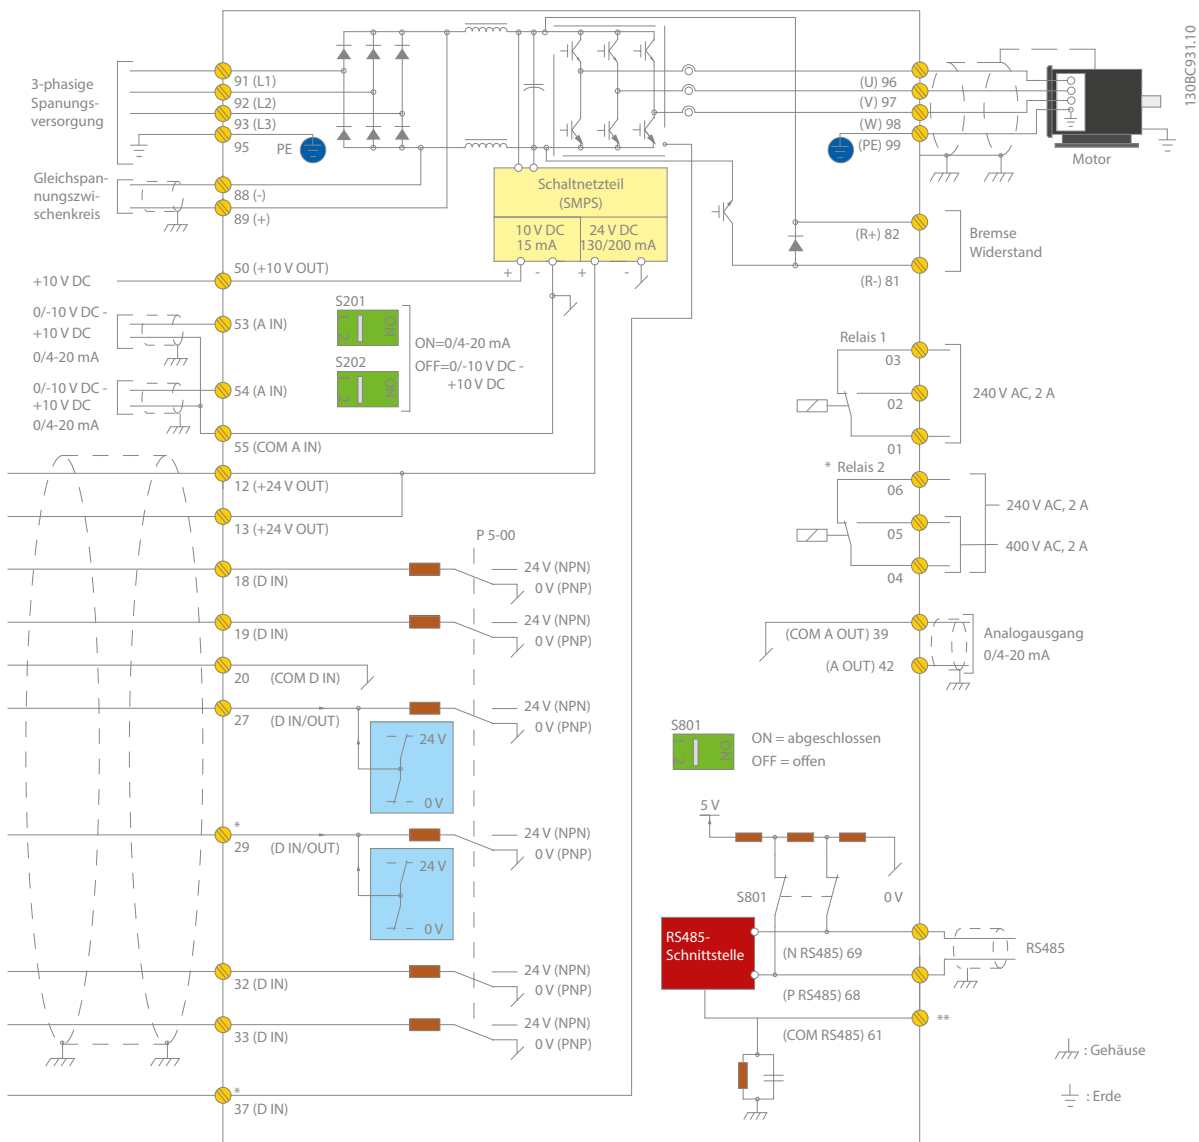 130BC931.10
3-phasige
Spanungs-
versorgung
91 (L1)
92 (L2)
93 (L3)
95
PE
Gleichspan-
nungszwi-
schenkreis
88 (-)
89 (+)
Schaltnetzteil
(SMPS)
10 V DC
15 mA
24 V DC
130/200 mA
+ - + -
(U) 96
(V) 97
(W) 98
(PE) 99
Motor
(R+) 82
(R-) 81
Bremse
Widerstand
+10 V DC
50 (+10 V OUT)
0/-10 V DC -
+10 V DC
0/4-20 mA
53 (A IN)
0/-10 V DC -
+10 V DC
0/4-20 mA
54 (A IN)
55 (COM A IN)
S201
1 2
ON
S202
1 2
ON
ON=0/4-20 mA
OFF=0/-10 V DC -
+10 V DC
Relais 1
03
02
01
240 V AC, 2 A
* Relais 2
06
05
04
240 V AC, 2 A
400 V AC, 2 A
12 (+24 V OUT)
13 (+24 V OUT)
P 5-00
18 (D IN)
24 V (NPN)
0 V (PNP)
19 (D IN)
24 V (NPN)
0 V (PNP)
20 (COM D IN)
27 (D IN/OUT)
24 V (NPN)
0 V (PNP)
24 V
0 V
*
29 (D IN/OUT)
24 V (NPN)
0 V (PNP)
24 V
0 V
32 (D IN)
24 V (NPN)
0 V (PNP)
33 (D IN)
24 V (NPN)
0 V (PNP)
*
37 (D IN)
(COM A OUT) 39
(A OUT) 42
Analogausgang
0/4-20 mA
S801
1 2
ON
ON = abgeschlossen
OFF = offen
5 V
S801
0 V
RS485-
Schnittstelle
(N RS485) 69
(P RS485) 68
(COM RS485) 61
RS485
**
: Gehäuse
: Erde